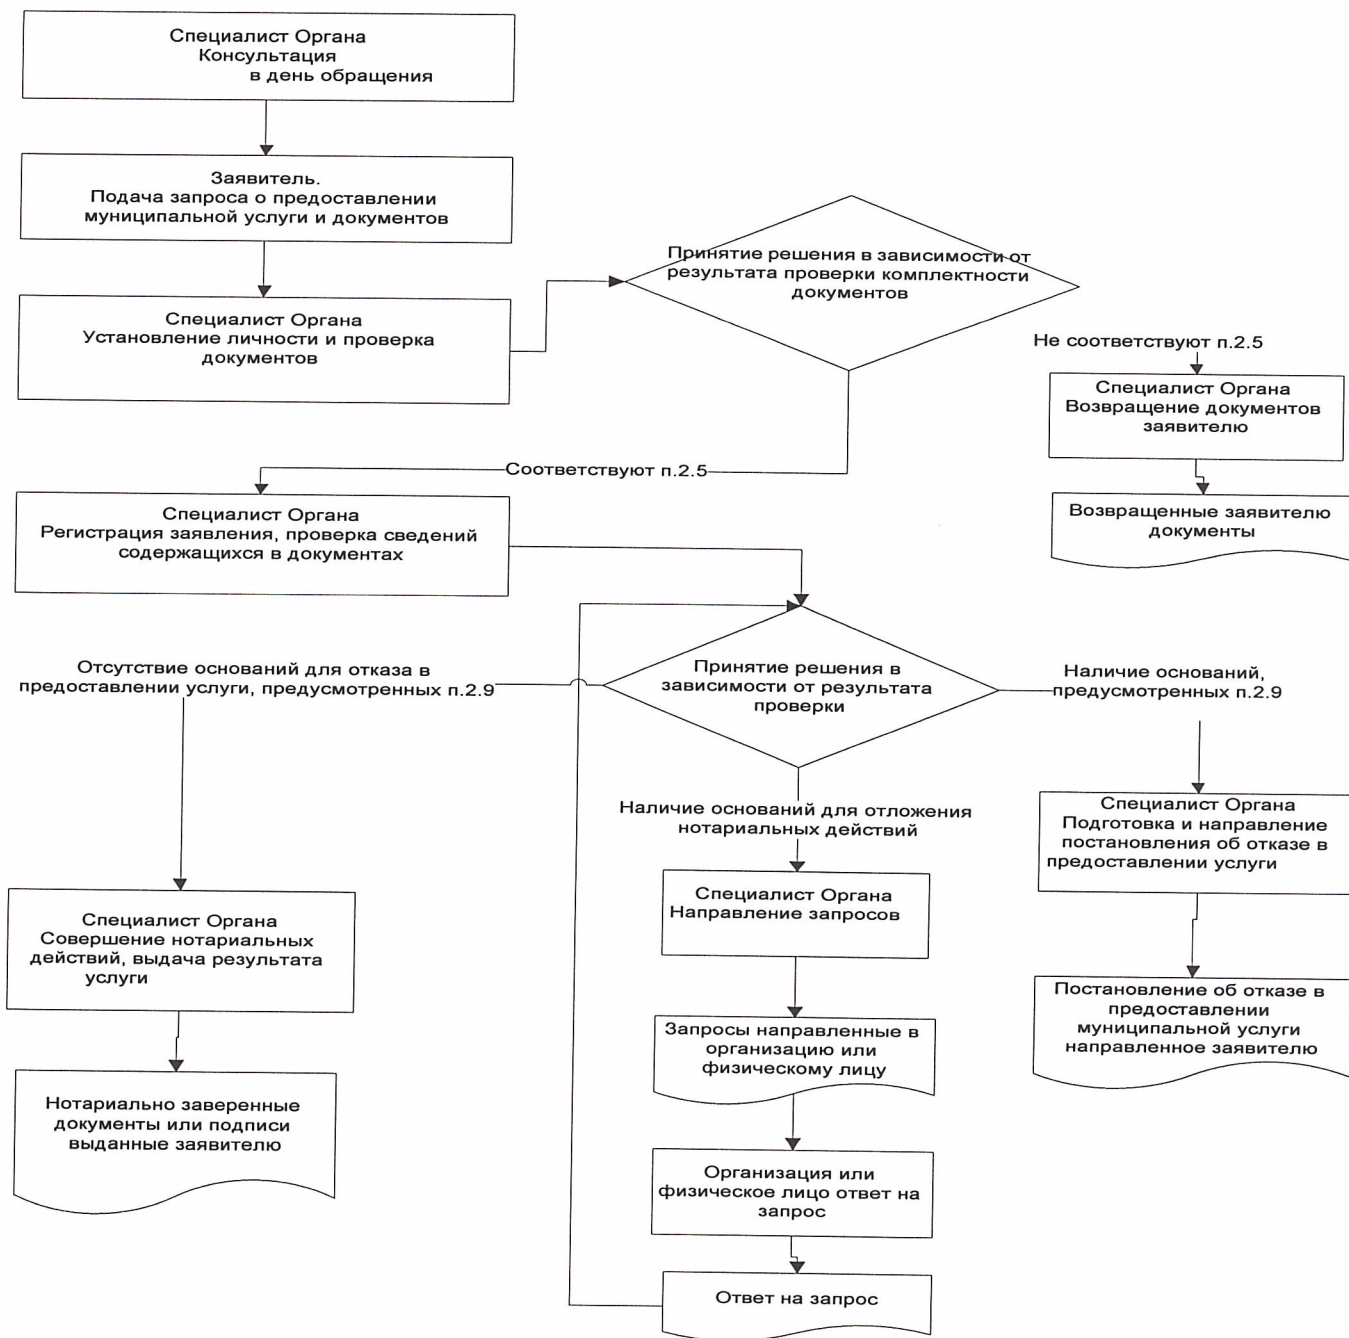 Специалист Органа
Консультация
в день обращения
Заявитель.
Подача запроса о предоставлении
муниципальной услуги и документов
Специалист Органа
Установление личности и проверка
документов
Принятие решения в зависимости от
результата проверки комплектности
документов
Не соответствуют п.2.5
Специалист Органа
Возвращение документов
заявителю
Возвращенные заявителю
документы
Соответствуют п.2.5
Специалист Органа
Регистрация заявления, проверка сведений
содержащихся в документах
Принятие решения в
зависимости от результата
проверки
Отсутствие оснований для отказа в
предоставлении услуги, предусмотренных п.2.9
Наличие оснований,
предусмотренных п.2.9
Наличие оснований для отложения
нотариальных действий
Специалист Органа
Подготовка и направление
постановления об отказе в
предоставлении услуги
Специалист Органа
Направление запросов
Специалист Органа
Совершение нотариальных
действий, выдача результата
услуги
Постановление об отказе в
предоставлении
муниципальной услуги
направленное заявителю
Запросы направленные в
организацию или
физическому лицу
Нотариально заверенные
документы или подписи
выданные заявителю
Организация или
физическое лицо ответ на
запрос
Ответ на запрос